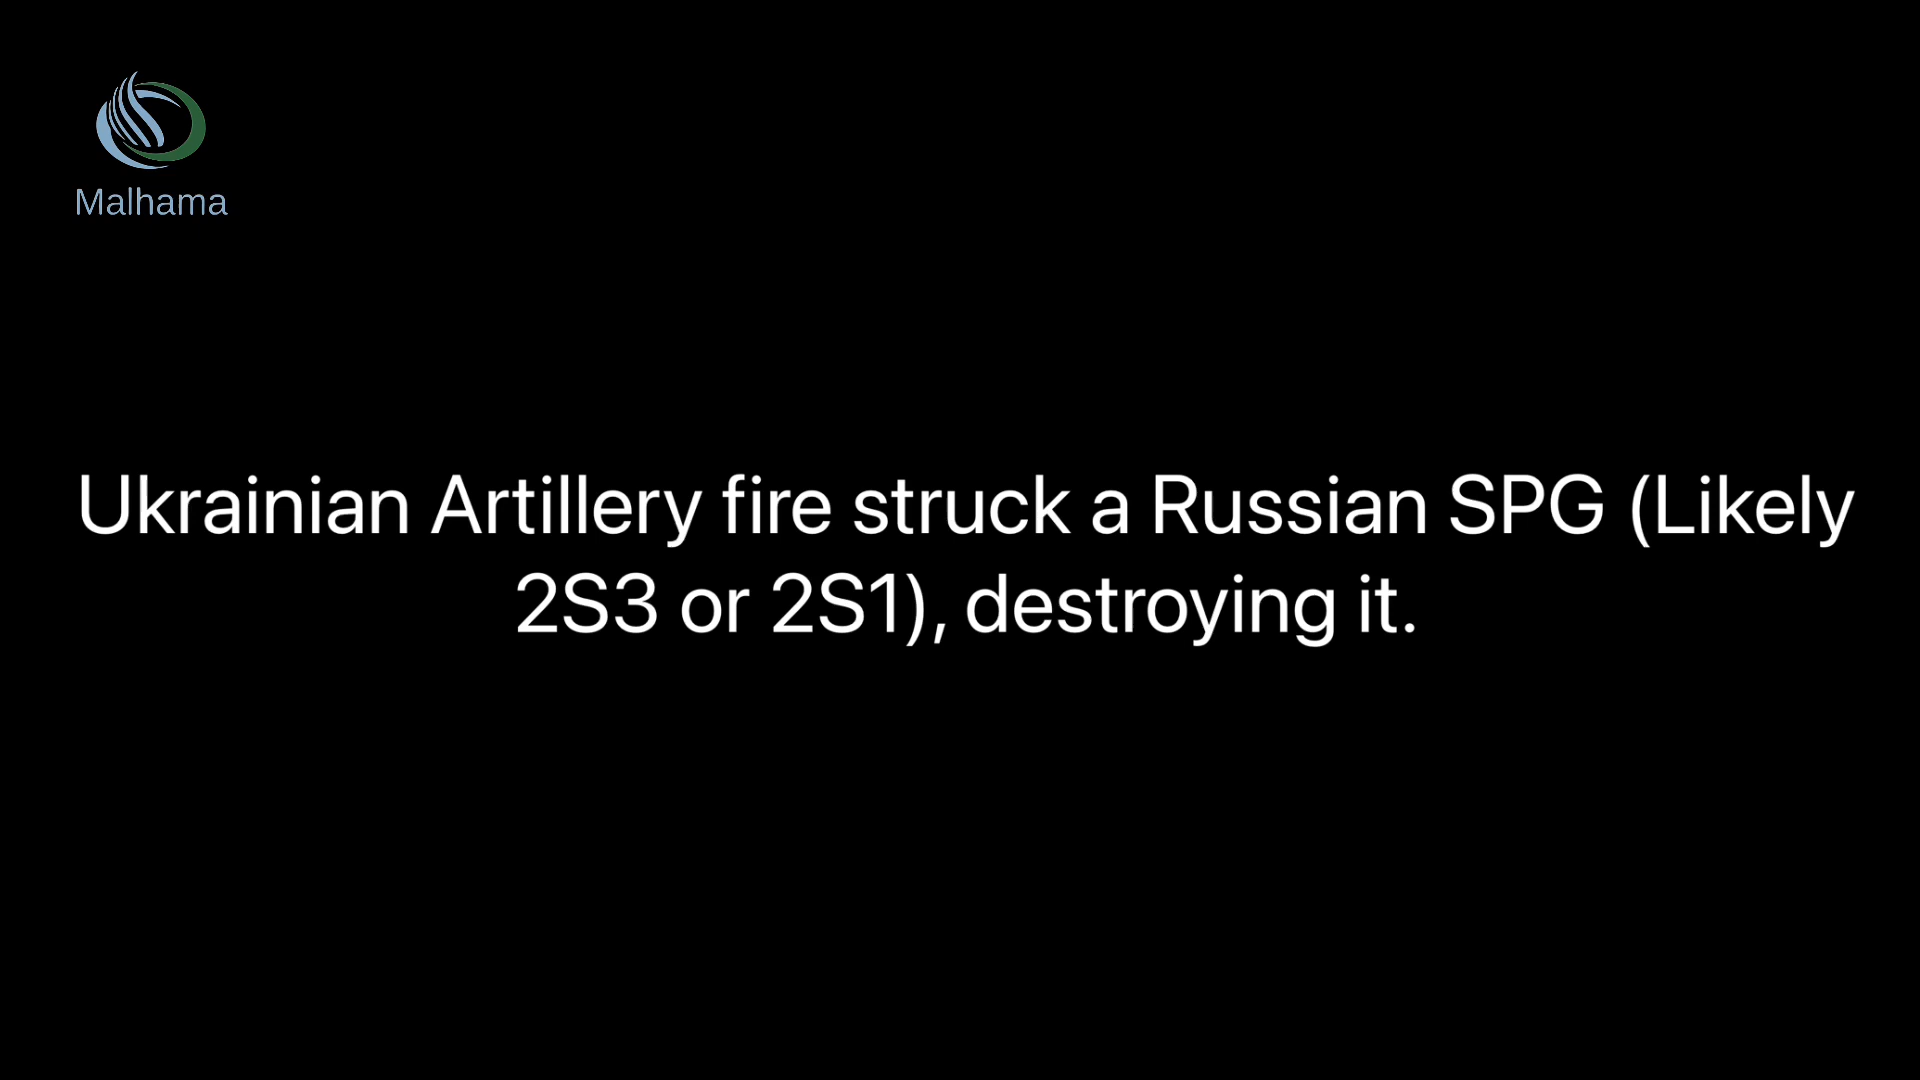 Malhama
Ukrainian Artillery fire struck a Russian SPG (Likely
2S3 or 2S1), destroying it.